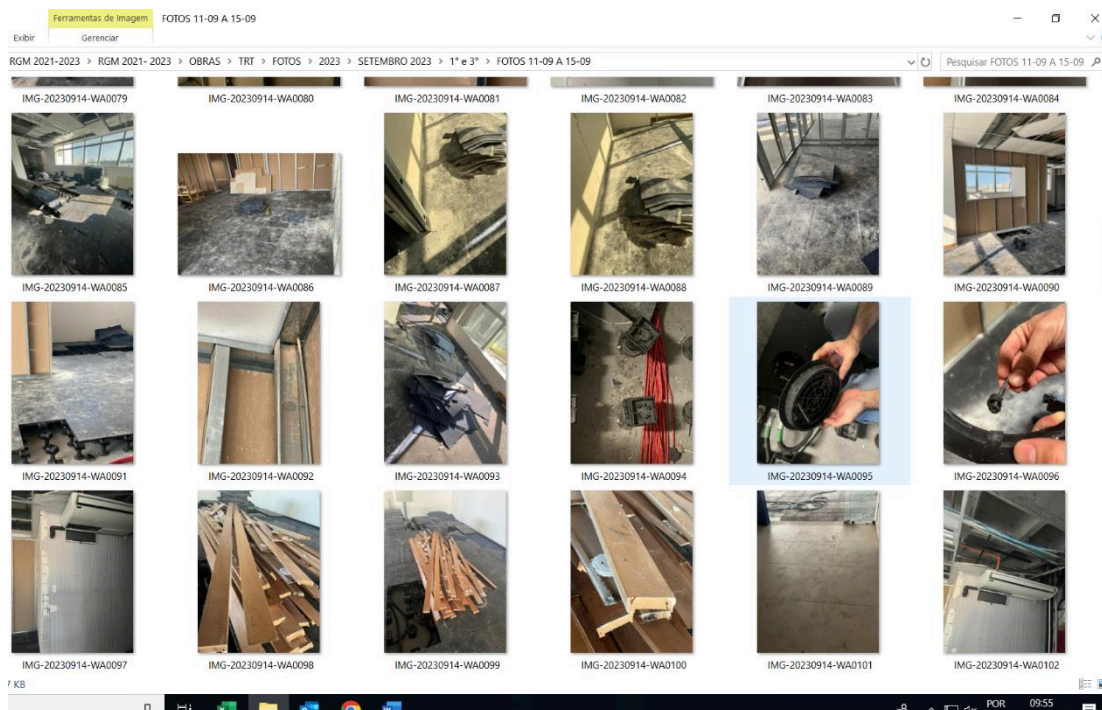 Ferramentas de Imagem FOTOS 11-09 A 15-09
Exibir Gerenciar
RGM 2021-2023 > RGM 2021- 2023 > OBRAS > TRT > FOTOS > 2023 > SETEMBRO 2023 > 1° e 3° > FOTOS 11-09 A 15-09 Pesquisar FOTOS 11-09 A 15-09
IMG-20230914-WA0079 IMG-20230914-WA0080 IMG-20230914-WA0081 IMG-20230914-WA0082 IMG-20230914-WA0083 IMG-20230914-WA0084
IMG-20230914-WA0085 IMG-20230914-WA0086 IMG-20230914-WA0087 IMG-20230914-WA0088 IMG-20230914-WA0089 IMG-20230914-WA0090
IMG-20230914-WA0091 IMG-20230914-WA0092 IMG-20230914-WA0093 IMG-20230914-WA0094 IMG-20230914-WA0095 IMG-20230914-WA0096
IMG-20230914-WA0097 IMG-20230914-WA0098 IMG-20230914-WA0099 IMG-20230914-WA0100 IMG-20230914-WA0101 IMG-20230914-WA0102
7 KB
POR 09:55